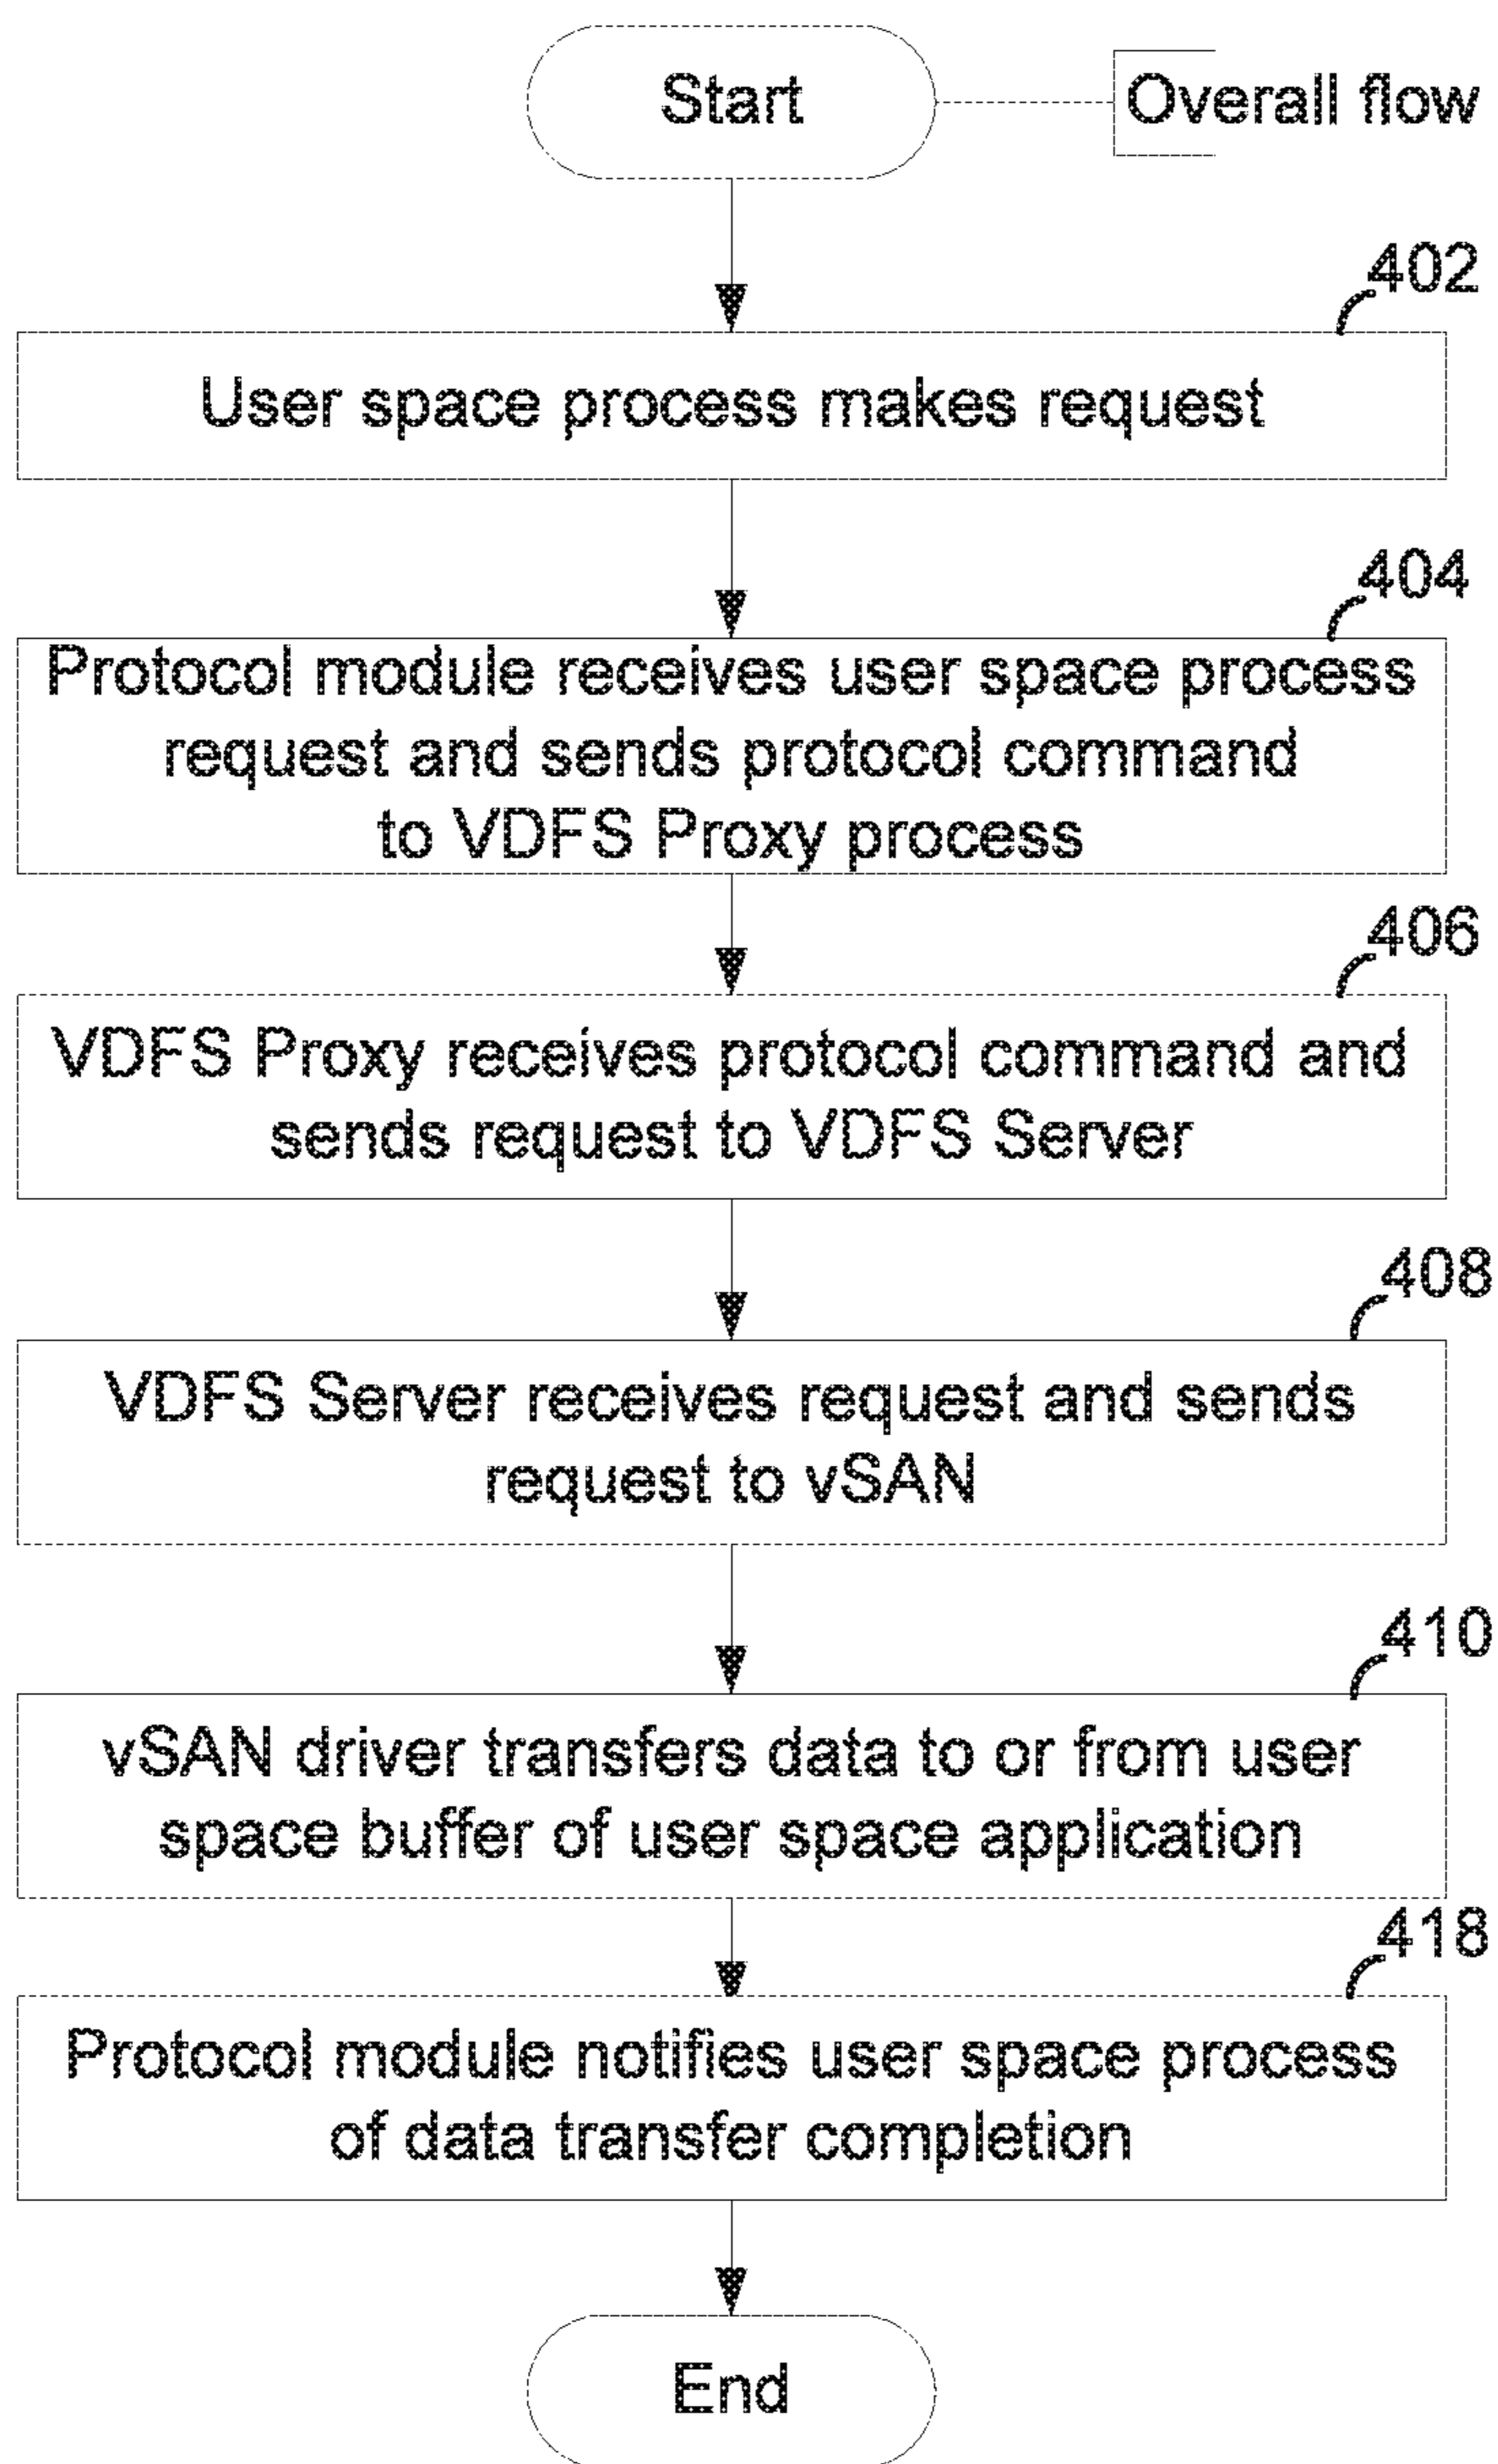 Start
Overall flow
402
User space process makes request
404
Protocol module receives user space process
request and sends protocol command
to VDFS Proxy process
406
VDFS Proxy receives protocol command and
sends request to VDFS Server
408
VDFS Server receives request and sends
request to vSAN
410
vSAN driver transfers data to or from user
space buffer of user space application
418
Protocol module notifies user space process
of data transfer completion
End